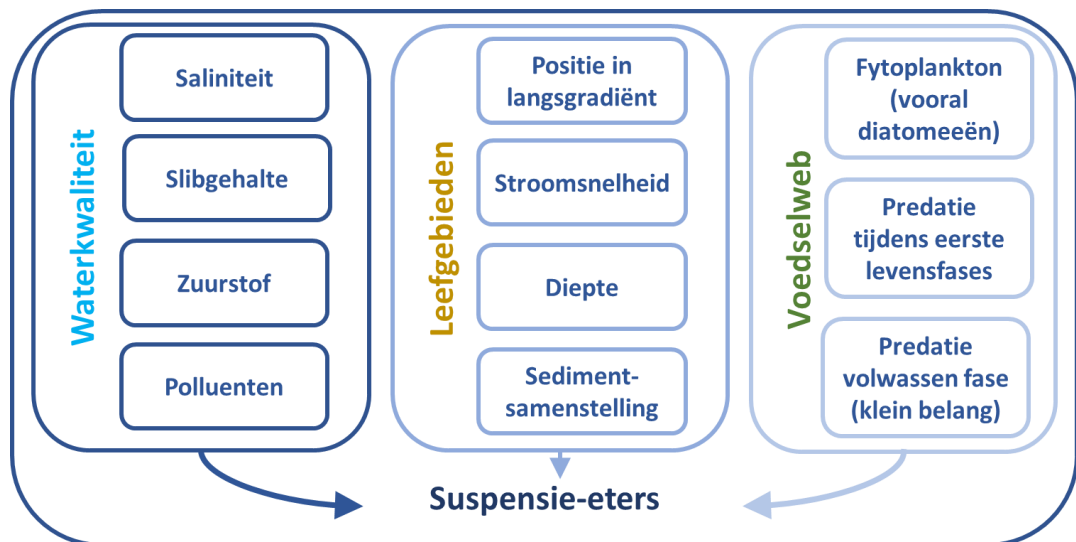 Waterkwaliteit
Saliniteit
Slibgehalte
Zuurstof
Polluenten
Leefgebieden
Positie in
langsgradiënt
Stroomsnelheid
Diepte
Sediment-
samenstelling
Voedselweb
Fytoplankton
(vooral
diatomeeën)
Predatie
tijdens eerste
levensfases
Predatie
volwassen fase
(klein belang)
Suspensie-eters